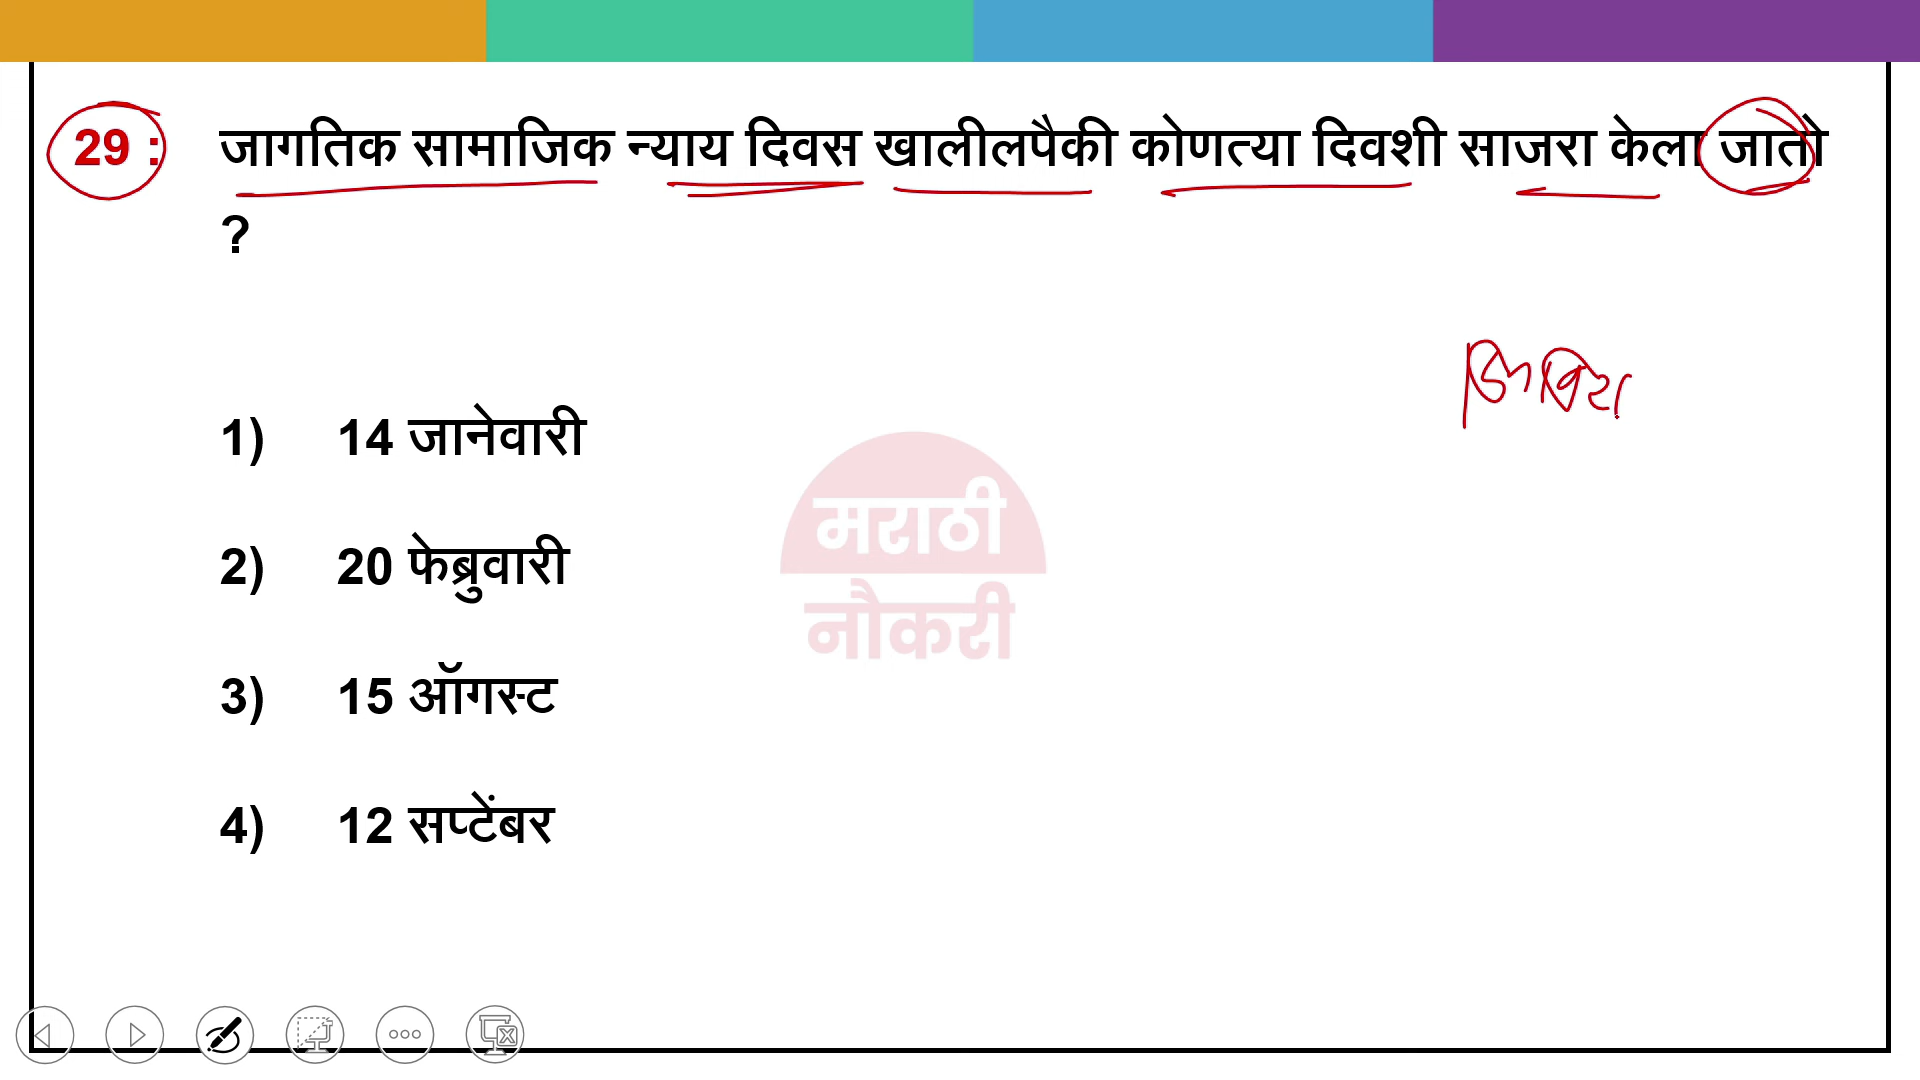 29 : जागतिक सामाजिक न्याय दिवस खालीलपैकी कोणत्या दिवशी साजरा केला जातो
?
1) 14 जानेवारी
2) 20 फेब्रुवारी
3) 15 ऑगस्ट
4) 12 सप्टेंबर
मराठी
नौकरी